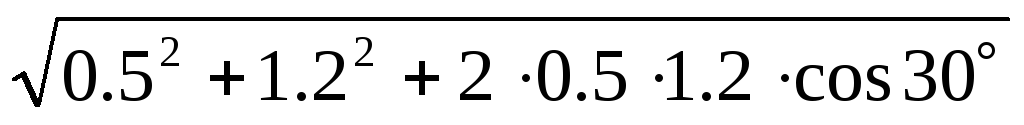 √(0.5² + 1.2² + 2 ·0.5 ·1.2 ·cos 30°)